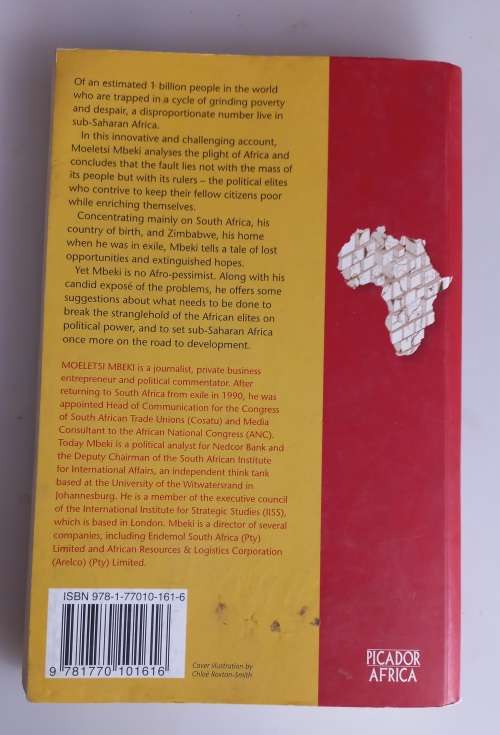 Of an estimated 1 billion people in the world
who are trapped in a cycle of grinding poverty
and despair, a disproportionate number live in
sub-Saharan Africa.
In this innovative and challenging account,
Moeletsi Mbeki analyses the plight of Africa and
concludes that the fault lies not with the mass of
its people but with its rulers – the political elites
who contrive to keep their fellow citizens poor
while enriching themselves.
Concentrating mainly on South Africa, his
country of birth, and Zimbabwe, his home
when he was in exile, Mbeki tells a tale of lost
opportunities and extinguished hopes.
Yet Mbeki is no Afro-pessimist. Along with his
candid exposé of the problems, he offers some
suggestions about what needs to be done to
break the stranglehold of the African elites on
political power, and to set sub-Saharan Africa
once more on the road to development.
MOELETSI MBEKI is a journalist, private business
entrepreneur and political commentator. After
returning to South Africa from exile in 1990, he was
appointed Head of Communication for the Congress
of South African Trade Unions (Cosatu) and Media
Consultant to the African National Congress (ANC).
Today Mbeki is a political analyst for Nedcor Bank and
the Deputy Chairman of the South African Institute
for International Affairs, an independent think tank
based at the University of the Witwatersrand in
Johannesburg. He is a member of the executive council
of the International Institute for Strategic Studies (IISS),
which is based in London. Mbeki is a director of several
companies, including Endemol South Africa (Pty)
Limited and African Resources & Logistics Corporation
(Arelco) (Pty) Limited.
ISBN 978-1-77010-161-6
9 781770 101616
Cover illustration by
Chloë Roxton-Smith
PICADOR
AFRICA